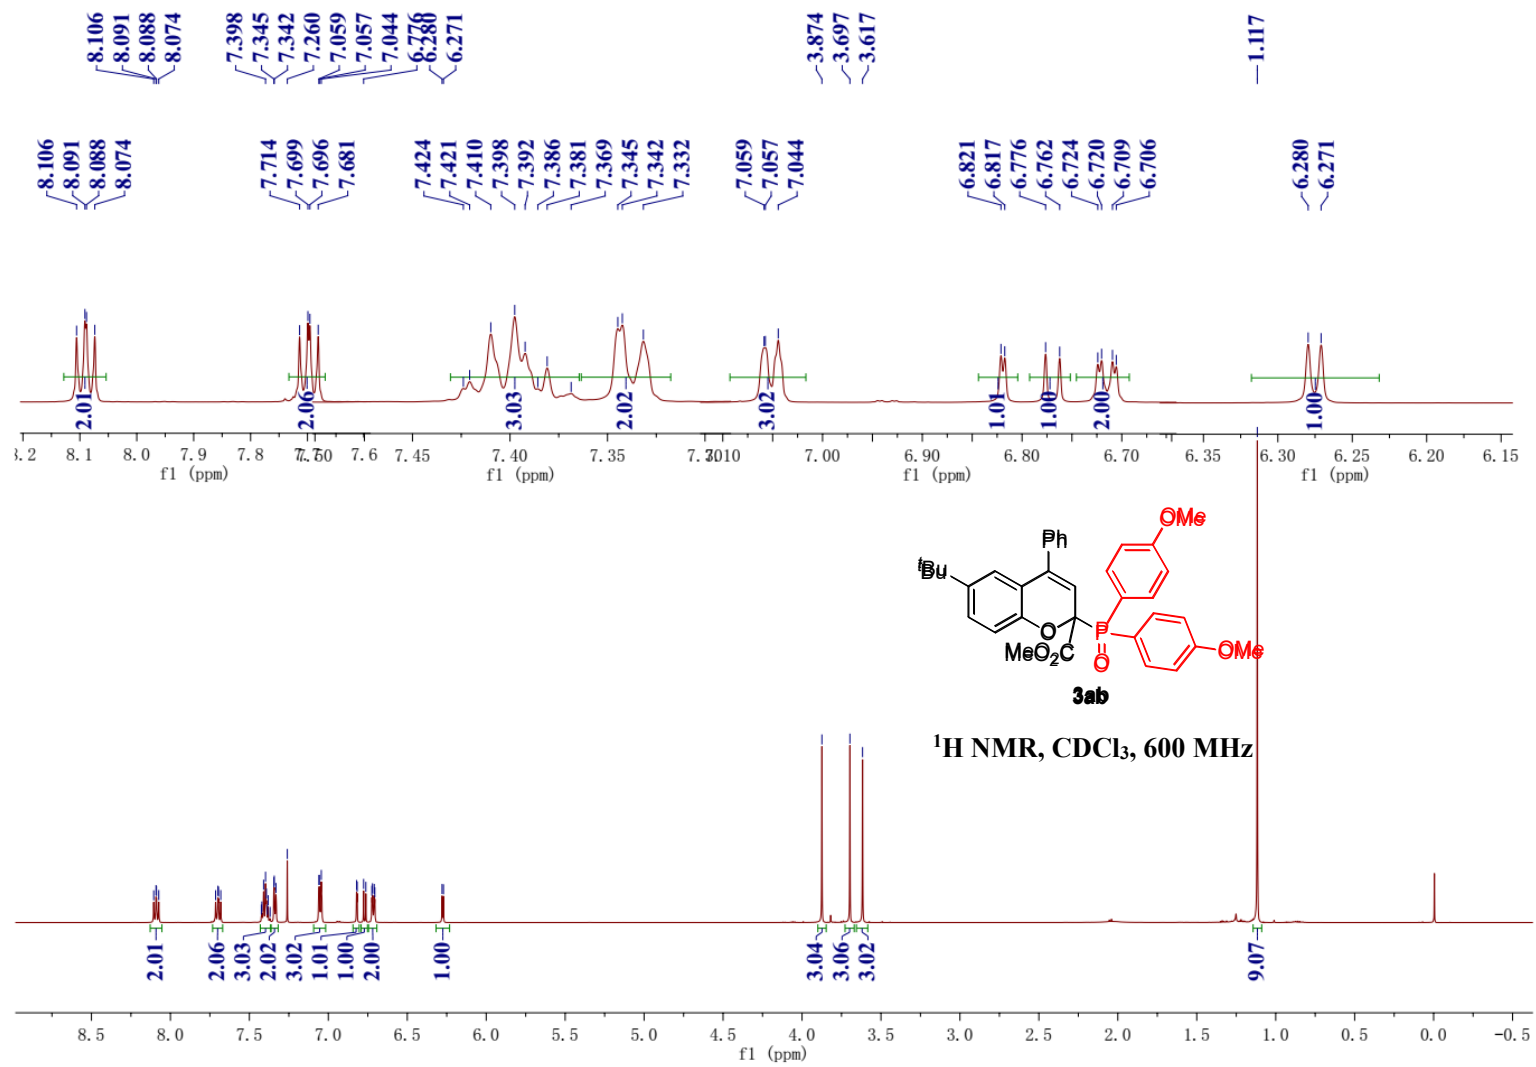 8.106 8.091 8.088 8.074 7.398 7.345 7.342 7.260 7.059 7.057 7.044 6.776 6.280 6.271 3.874 3.697 3.617 1.117
8.106 8.091 8.088 8.074 7.714 7.699 7.696 7.681 7.424 7.421 7.410 7.398 7.392 7.386 7.381 7.369 7.345 7.342 7.332 7.059 7.057 7.044 6.821 6.817 6.776 6.762 6.724 6.720 6.709 6.706 6.280 6.271
2.01 2.06 3.03 2.02 3.02 1.01 1.00 2.00 1.00
8.1 8.0 7.9 7.8 7.6 7.45 7.40 7.35 7.10 7.00 6.90 6.80 6.70 6.35 6.30 6.25 6.20 6.15
f1 (ppm) f1 (ppm) f1 (ppm) f1 (ppm)
OMe
Ph
tBu
O P
MeO2C O OMe
3ab
1H NMR, CDCl3, 600 MHz
2.01 2.06 3.03 2.02 3.02 1.01 1.00 2.00 1.00 3.04 3.06 3.02 9.07
8.5 8.0 7.5 7.0 6.5 6.0 5.5 5.0 4.5 4.0 3.5 3.0 2.5 2.0 1.5 1.0 0.5 0.0 -0.5
f1 (ppm)